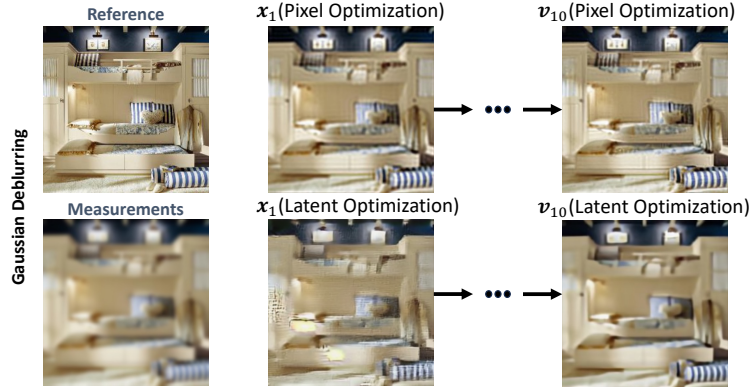 Reference
𝒙₁(Pixel Optimization)
𝒗₁₀(Pixel Optimization)
Gaussian Deblurring
Measurements
𝒙₁(Latent Optimization)
𝒗₁₀(Latent Optimization)